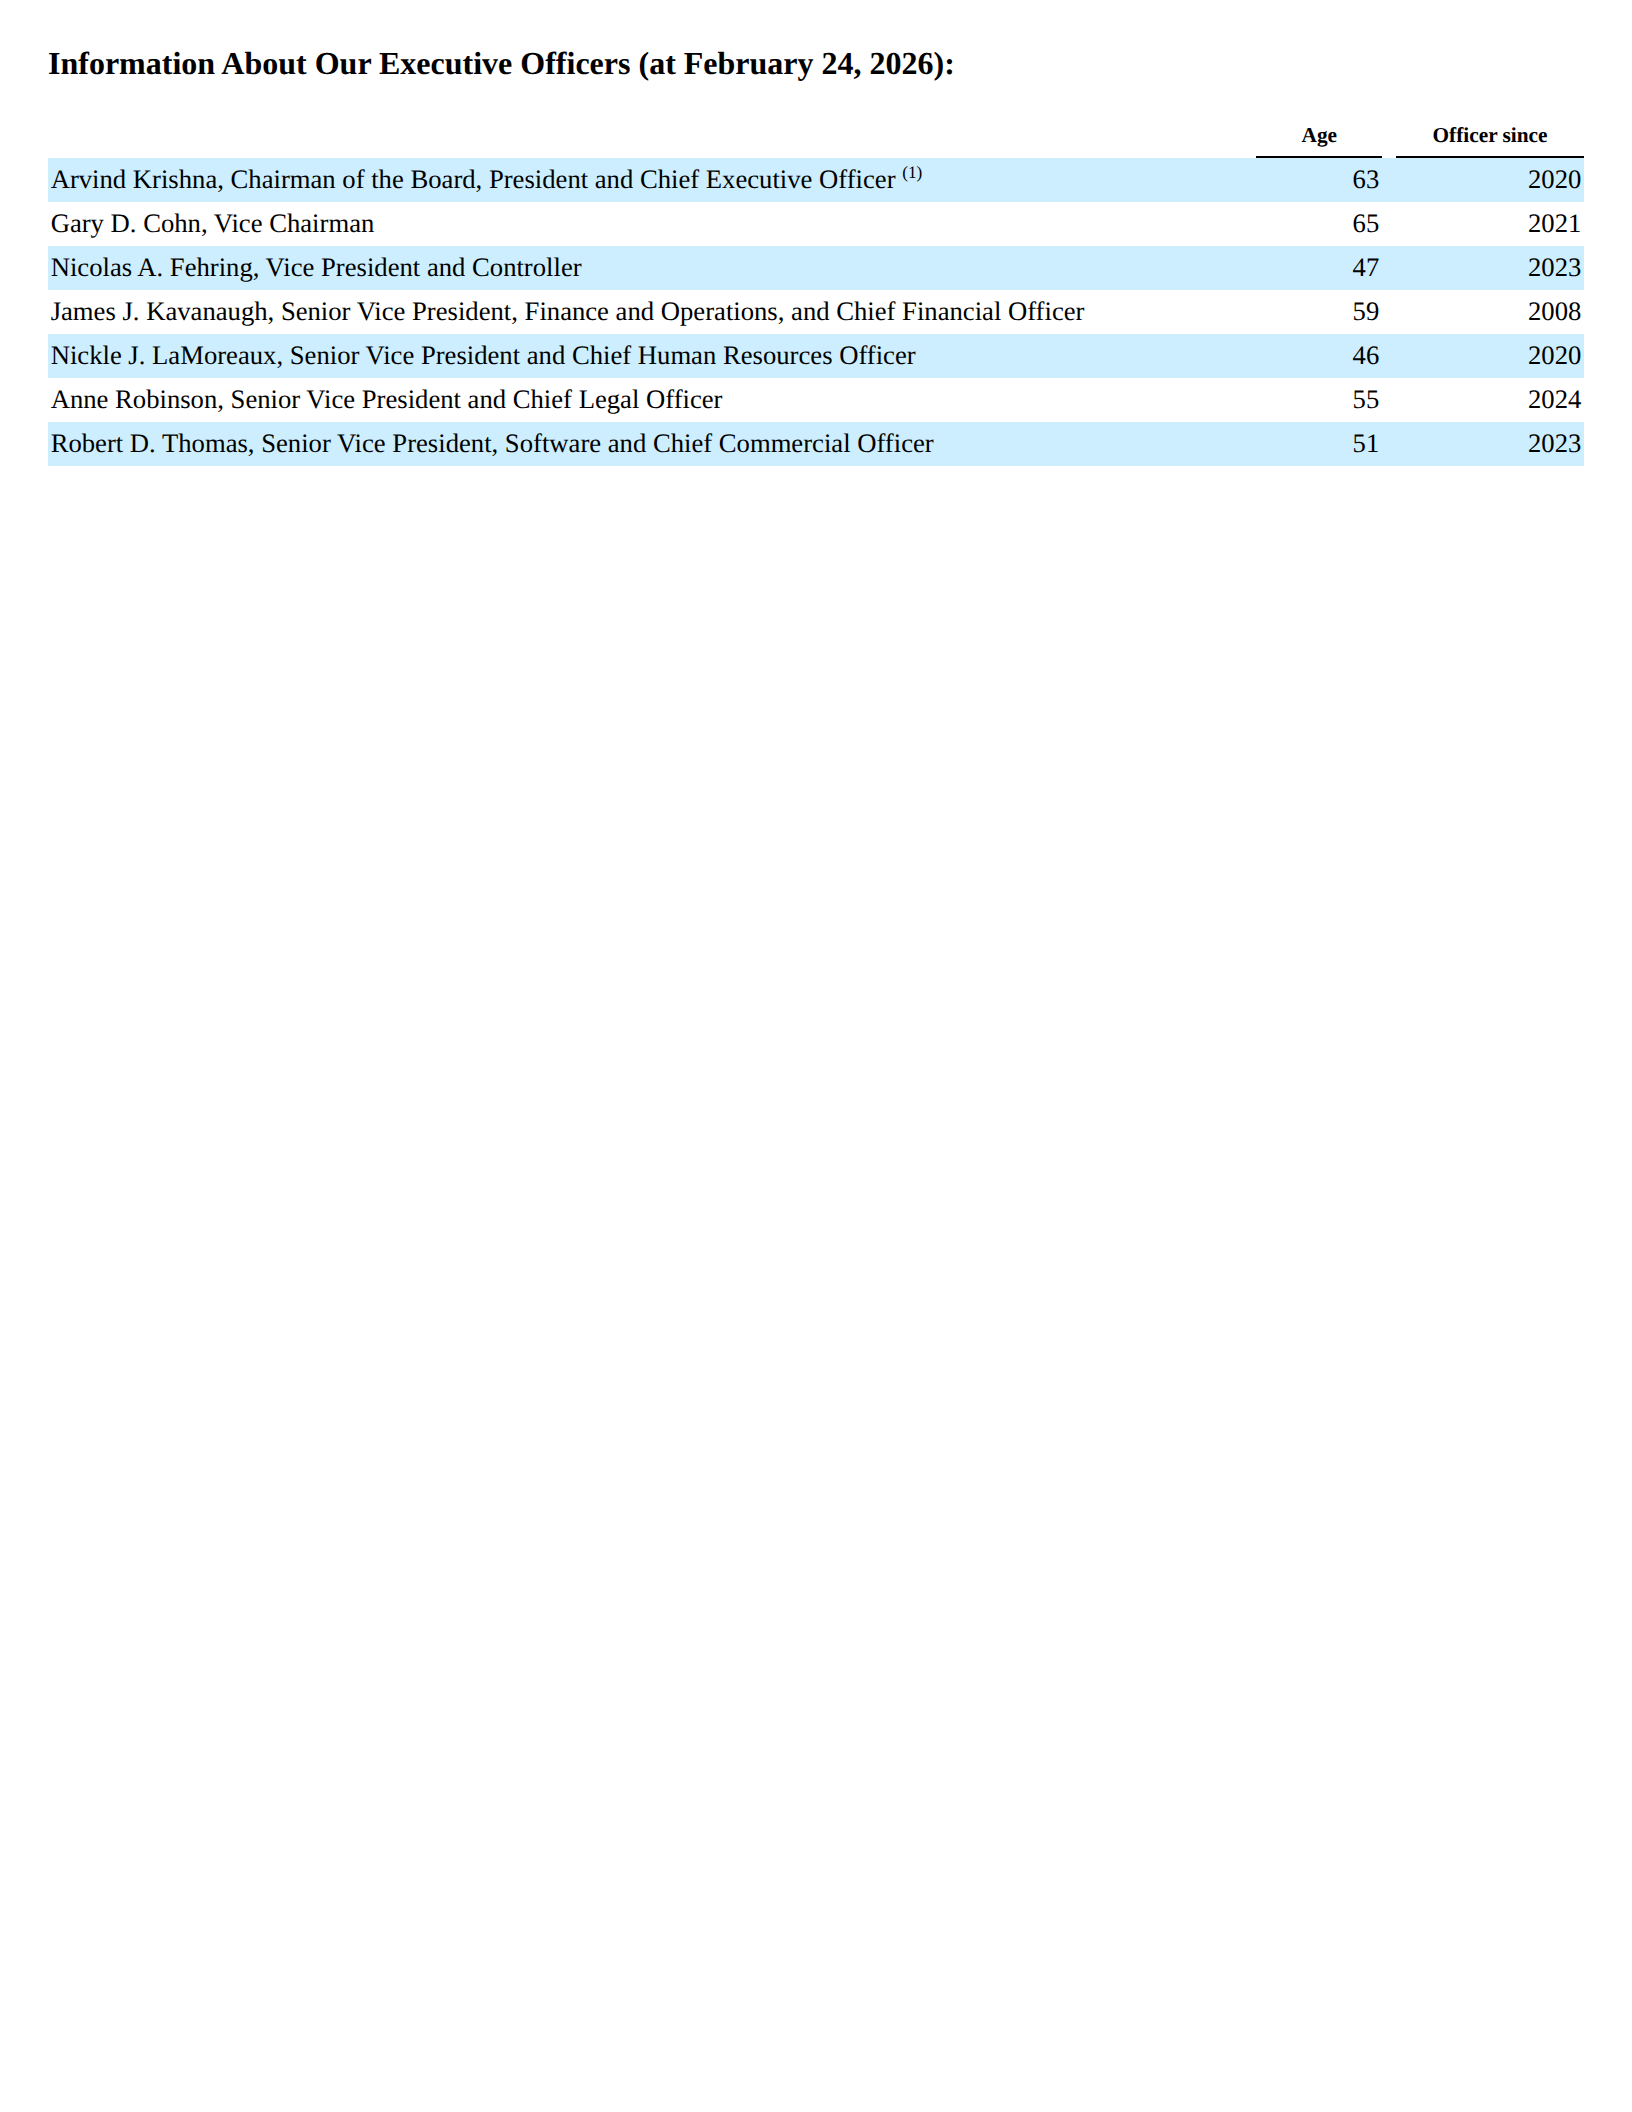 Information About Our Executive Officers (at February 24, 2026):
Age Officer since
Arvind Krishna, Chairman of the Board, President and Chief Executive Officer (1) 63 2020
Gary D. Cohn, Vice Chairman 65 2021
Nicolas A. Fehring, Vice President and Controller 47 2023
James J. Kavanaugh, Senior Vice President, Finance and Operations, and Chief Financial Officer 59 2008
Nickle J. LaMoreaux, Senior Vice President and Chief Human Resources Officer 46 2020
Anne Robinson, Senior Vice President and Chief Legal Officer 55 2024
Robert D. Thomas, Senior Vice President, Software and Chief Commercial Officer 51 2023